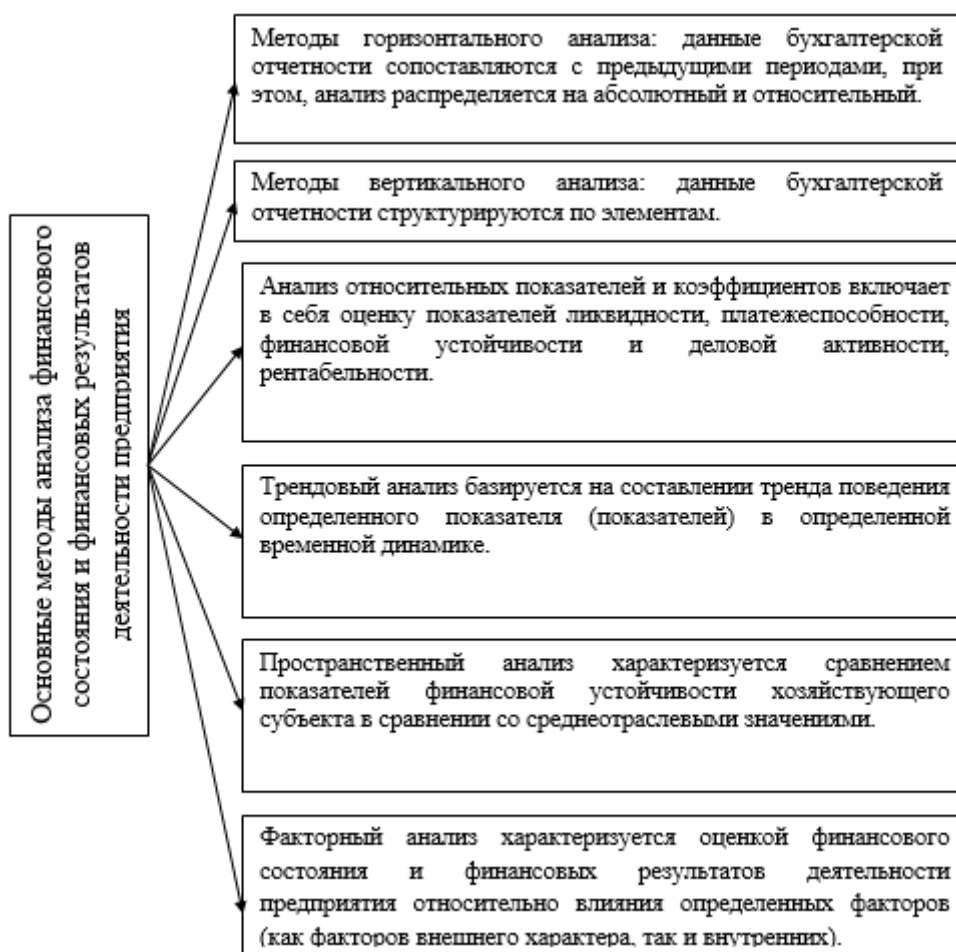 Основные методы анализа финансового
состояния и финансовых результатов
деятельности предприятия
Методы горизонтального анализа: данные бухгалтерской
отчетности сопоставляются с предыдущими периодами, при
этом, анализ распределяется на абсолютный и относительный.
Методы вертикального анализа: данные бухгалтерской
отчетности структурируются по элементам.
Анализ относительных показателей и коэффициентов включает
в себя оценку показателей ликвидности, платежеспособности,
финансовой устойчивости и деловой активности,
рентабельности.
Трендовый анализ базируется на составлении тренда поведения
определенного показателя (показателей) в определенной
временной динамике.
Пространственный анализ характеризуется сравнением
показателей финансовой устойчивости хозяйствующего
субъекта в сравнении со среднеотраслевыми значениями.
Факторный анализ характеризуется оценкой финансового
состояния и финансовых результатов деятельности
предприятия относительно влияния определенных факторов
(как факторов внешнего характера, так и внутренних).